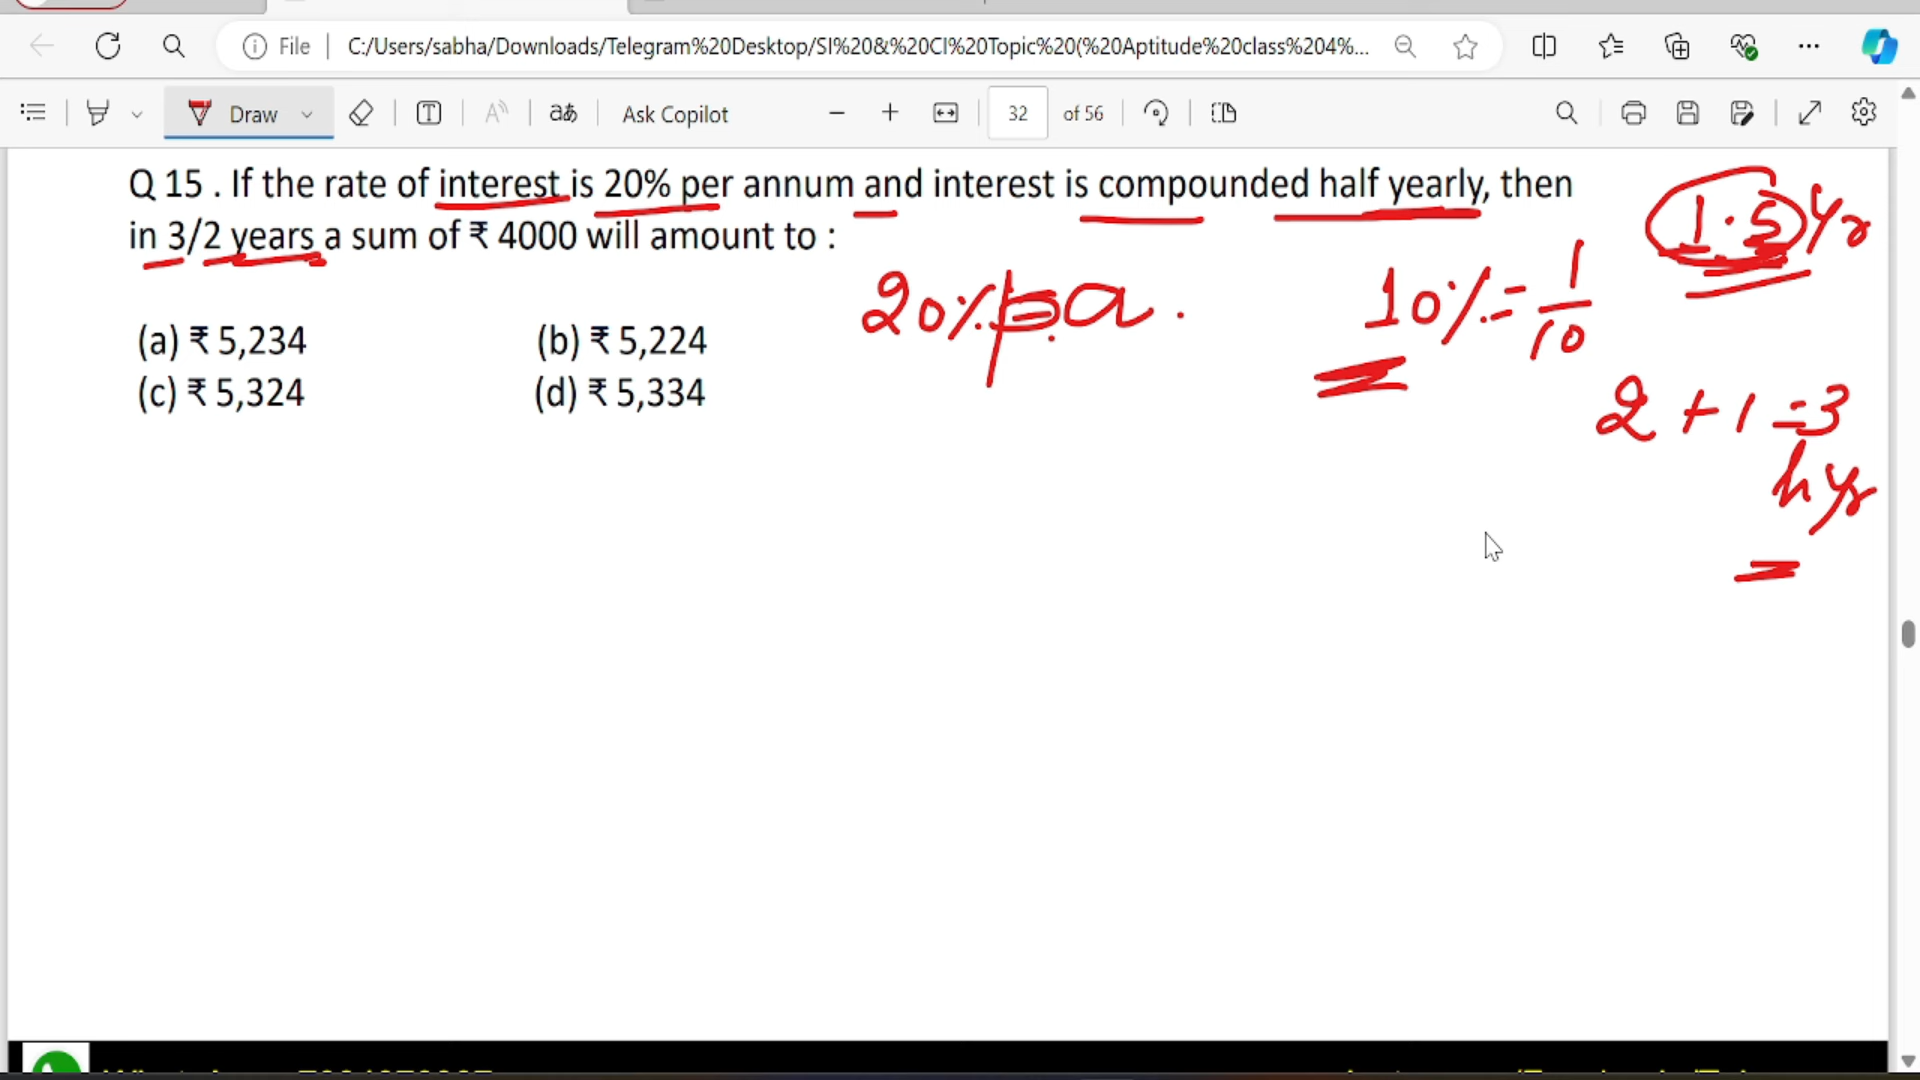 File
C:/Users/sabha/Downloads/Telegram%20Desktop/SI%20&%20CI%20Topic%20(%20Aptitude%20class%204%...
Draw
Ask Copilot
32 of 56
Q 15 . If the rate of interest is 20% per annum and interest is compounded half yearly, then
in 3/2 years a sum of ₹ 4000 will amount to :
(a) ₹ 5,234 (b) ₹ 5,224
(c) ₹ 5,324 (d) ₹ 5,334
1.5 yr
20% p.a. 10% = 1/10
2 + 1 = 3
h yr